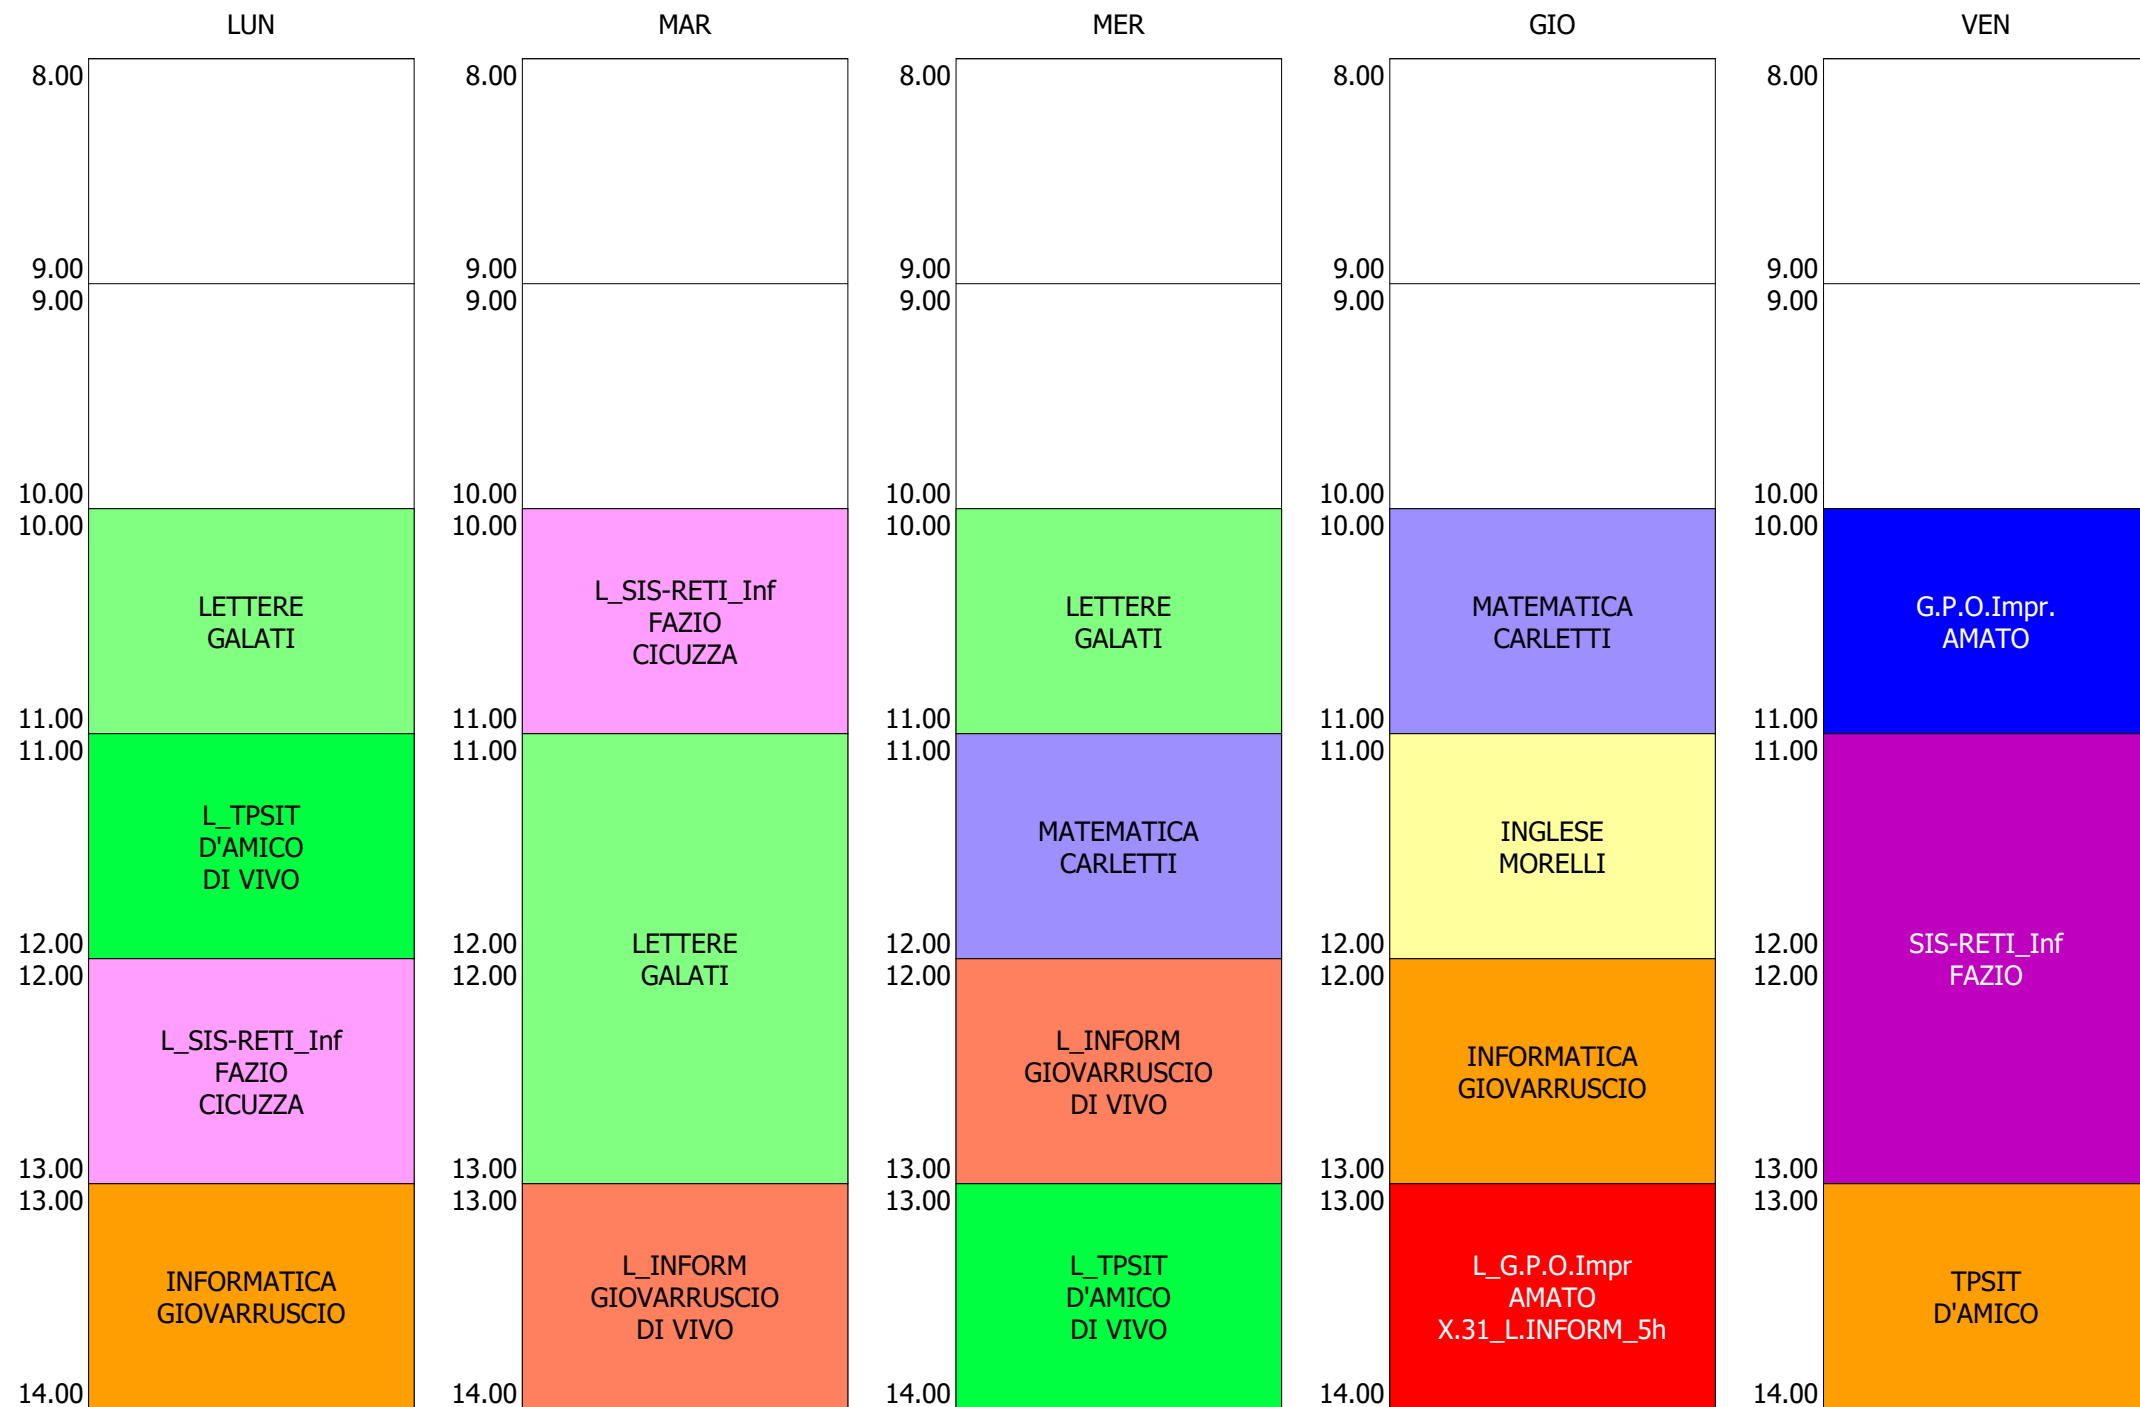 LUN
MAR
MER
GIO
VEN
8.00
9.00
9.00
10.00
10.00
LETTERE
GALATI
11.00
11.00
L_TPSIT
D'AMICO
DI VIVO
12.00
12.00
L_SIS-RETI_Inf
FAZIO
CICUZZA
13.00
13.00
INFORMATICA
GIOVARRUSCIO
14.00
8.00
9.00
9.00
10.00
10.00
L_SIS-RETI_Inf
FAZIO
CICUZZA
11.00
11.00
12.00
12.00
LETTERE
GALATI
13.00
13.00
L_INFORM
GIOVARRUSCIO
DI VIVO
14.00
8.00
9.00
9.00
10.00
10.00
LETTERE
GALATI
11.00
11.00
MATEMATICA
CARLETTI
12.00
12.00
L_INFORM
GIOVARRUSCIO
DI VIVO
13.00
13.00
L_TPSIT
D'AMICO
DI VIVO
14.00
8.00
9.00
9.00
10.00
10.00
MATEMATICA
CARLETTI
11.00
11.00
INGLESE
MORELLI
12.00
12.00
INFORMATICA
GIOVARRUSCIO
13.00
13.00
L_G.P.O.Impr
AMATO
X.31_L.INFORM_5h
14.00
8.00
9.00
9.00
10.00
10.00
G.P.O.Impr.
AMATO
11.00
11.00
12.00
12.00
SIS-RETI_Inf
FAZIO
13.00
13.00
TPSIT
D'AMICO
14.00